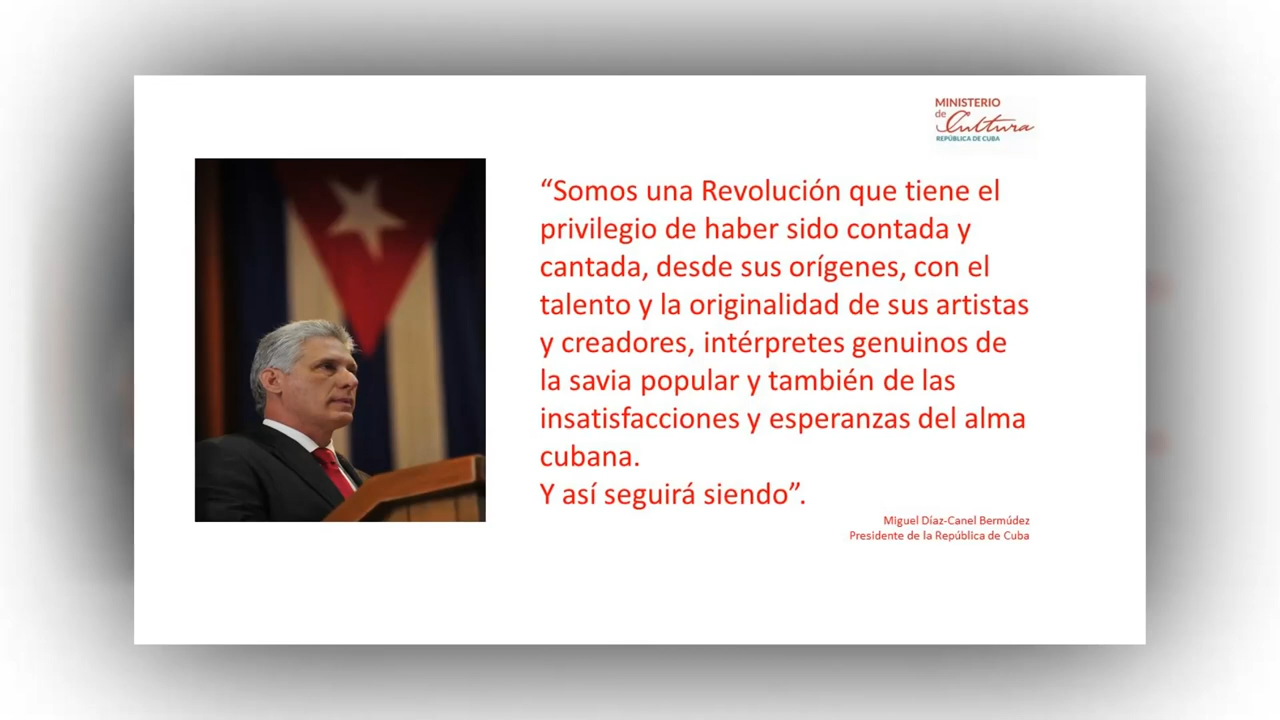 MINISTERIO
de
Cultura
REPÚBLICA DE CUBA
“Somos una Revolución que tiene el
privilegio de haber sido contada y
cantada, desde sus orígenes, con el
talento y la originalidad de sus artistas
y creadores, intérpretes genuinos de
la savia popular y también de las
insatisfacciones y esperanzas del alma
cubana.
Y así seguirá siendo”.
Miguel Díaz-Canel Bermúdez
Presidente de la República de Cuba